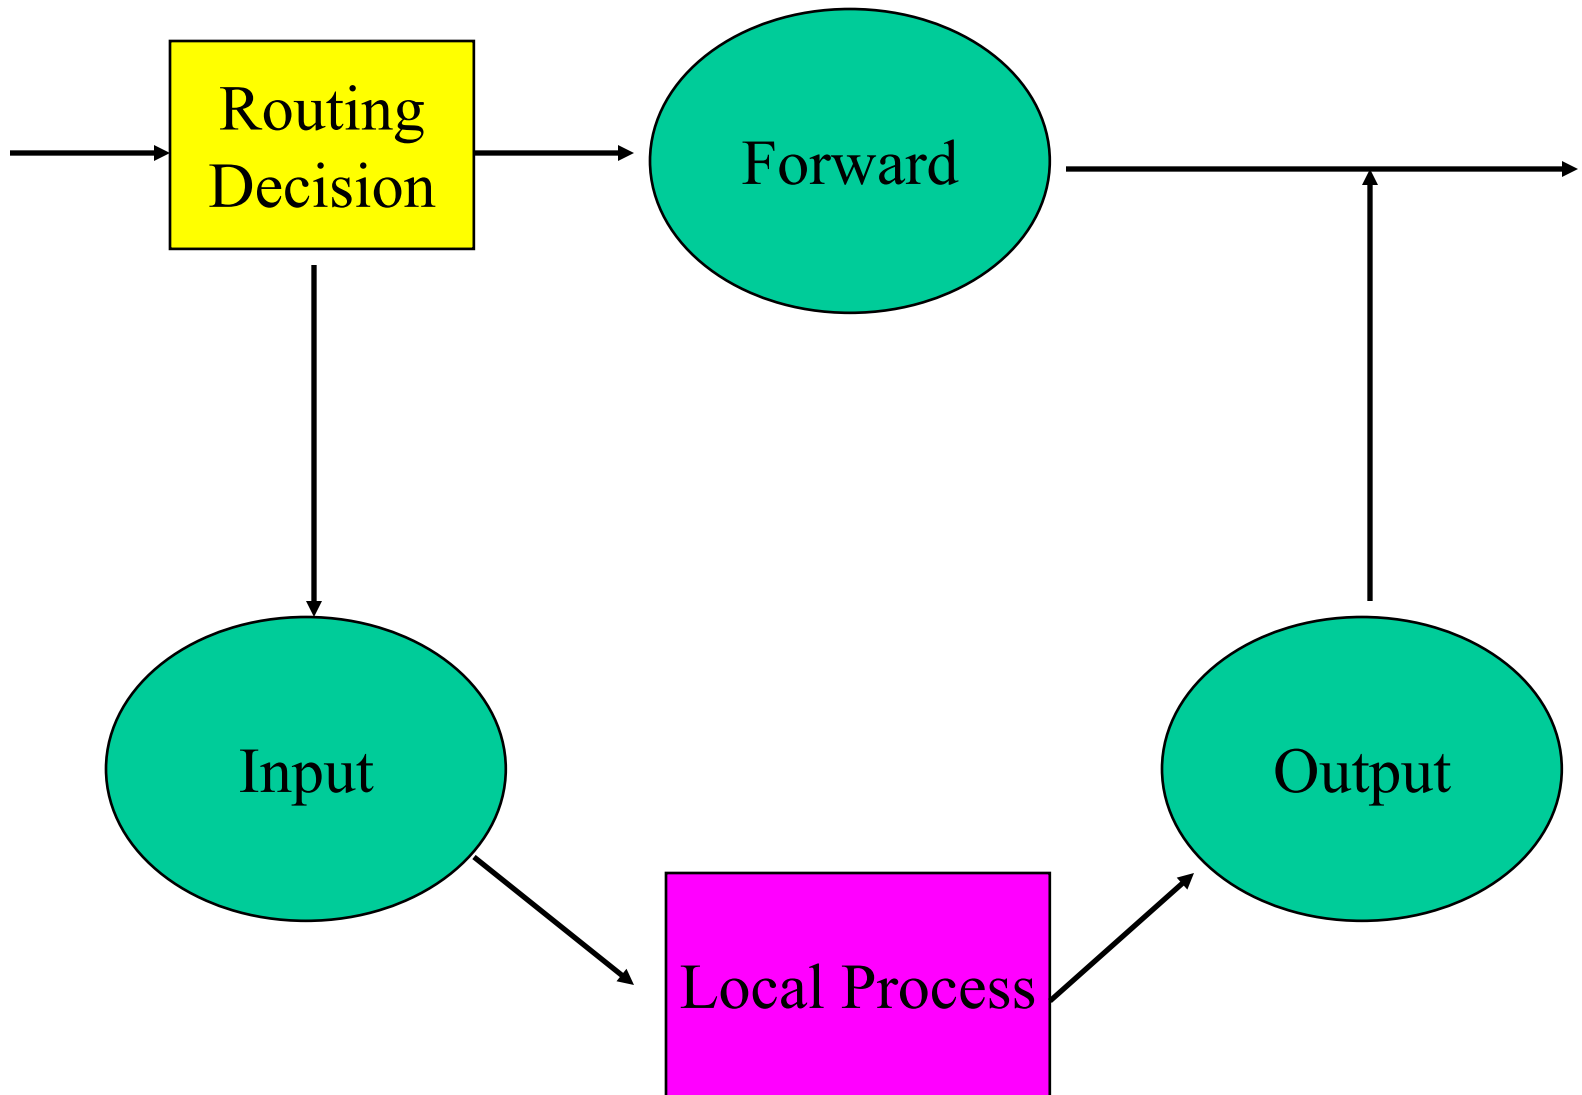 Routing
Decision
Forward
Input
Output
Local Process